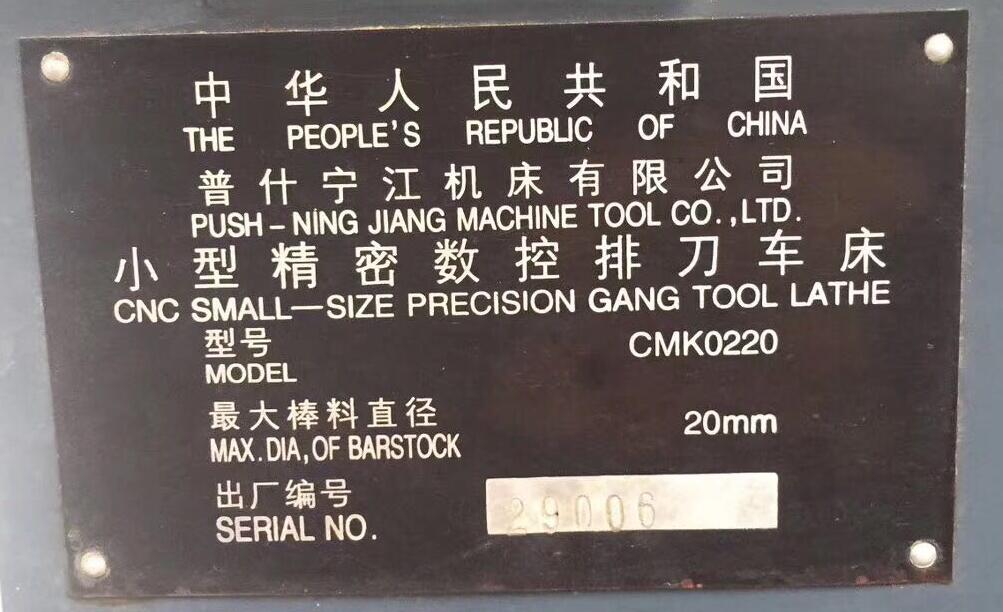 中华人民共和国
THE PEOPLE'S REPUBLIC OF CHINA
普什宁江机床有限公司
PUSH-NING JIANG MACHINE TOOL CO.,LTD.
小型精密数控排刀车床
CNC SMALL—SIZE PRECISION GANG TOOL LATHE
型号 CMK0220
MODEL
最大棒料直径 20mm
MAX.DIA,OF BARSTOCK
出厂编号 29006
SERIAL NO.